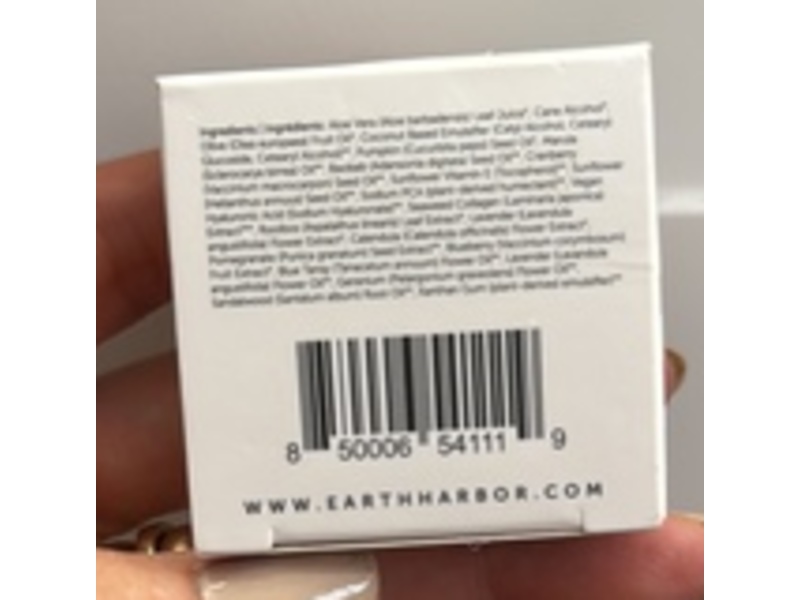 Ingredients | Ingrédients: Aloe Vera (Aloe barbadensis) Leaf Juice*, Cane Alcohol*,
Olive (Olea europaea) Fruit Oil*, Coconut Based Emulsifier (Cetyl Alcohol, Cetearyl
Glucoside, Cetearyl Alcohol)**, Pumpkin (Cucurbita pepo) Seed Oil*, Marula
(Sclerocarya birrea) Oil**, Baobab (Adansonia digitata) Seed Oil**, Cranberry
(Vaccinium macrocarpon) Seed Oil**, Sunflower Vitamin E (Tocopherol)**, Sunflower
(Helianthus annuus) Seed Oil**, Sodium PCA (plant-derived humectant)**, Vegan
Hyaluronic Acid (Sodium Hyaluronate)**, Seaweed Collagen (Laminaria japonica)
Extract**, Rooibos (Aspalathus linearis) Leaf Extract*, Lavender (Lavandula
angustifolia) Flower Extract*, Calendula (Calendula officinalis) Flower Extract*,
Pomegranate (Punica granatum) Seed Extract**, Blueberry (Vaccinium corymbosum)
Fruit Extract*, Blue Tansy (Tanacetum annuum) Flower Oil**, Lavender (Lavandula
angustifolia) Flower Oil**, Geranium (Pelargonium graveolens) Flower Oil**,
Sandalwood (Santalum album) Root Oil**, Xanthan Gum (plant-derived emulsifier)**
8 50006 54111 9
WWW.EARTHHARBOR.COM